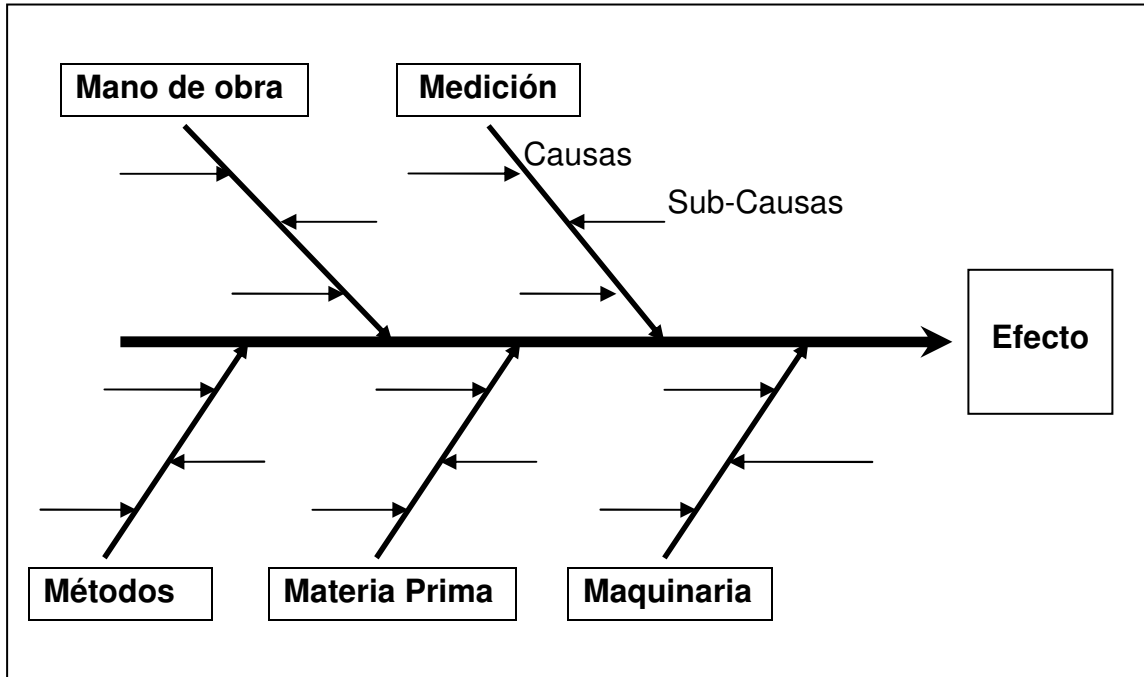 Mano de obra
Medición
Causas
Sub-Causas
Efecto
Métodos
Materia Prima
Maquinaria